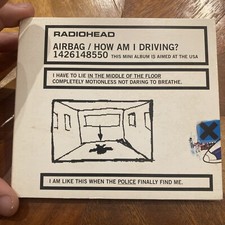 RADIOHEAD
AIRBAG / HOW AM I DRIVING?
1426148550 THIS MINI ALBUM IS AIMED AT THE USA
I HAVE TO LIE IN THE MIDDLE OF THE FLOOR
COMPLETELY MOTIONLESS NOT DARING TO BREATHE.
I AM LIKE THIS WHEN THE POLICE FINALLY FIND ME.